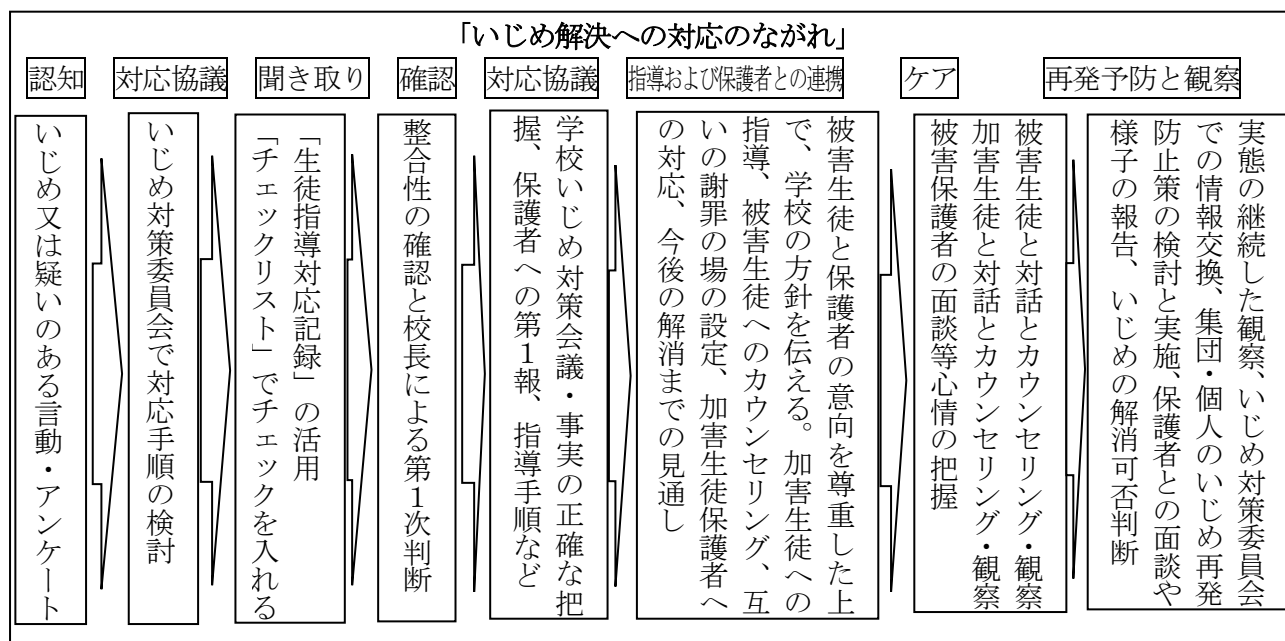 「いじめ解決への対応のながれ」
認知
対応協議
聞き取り
確認
対応協議
指導および保護者との連携
ケア
再発予防と観察
いじめ又は疑いのある言動・アンケート
いじめ対策委員会で対応手順の検討
「生徒指導対応記録」の活用
「チェックリスト」でチェックを入れる
整合性の確認と校長による第1次判断
学校いじめ対策会議・事実の正確な把
握、保護者への第1報、指導手順など
被害生徒と保護者の意向を尊重した上
で、学校の方針を伝える。加害生徒への
指導、被害生徒へのカウンセリング、互
いの謝罪の場の設定、加害生徒保護者へ
の対応、今後の解消までの見通し
被害生徒と対話とカウンセリング・観察
加害生徒と対話とカウンセリング・観察
被害保護者の面談等心情の把握
実態の継続した観察、いじめ対策委員会
での情報交換、集団・個人のいじめ再発
防止策の検討と実施、保護者との面談や
様子の報告、いじめの解消可否判断